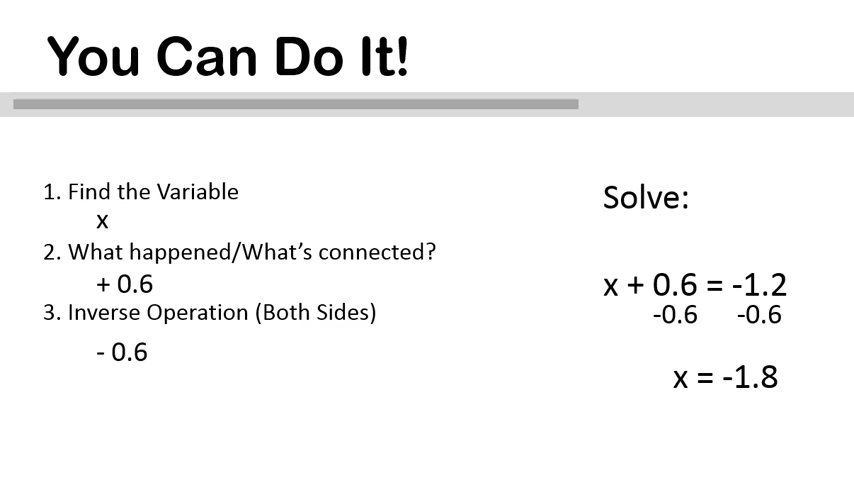 You Can Do It!
1. Find the Variable
x
2. What happened/What’s connected?
+ 0.6
3. Inverse Operation (Both Sides)
- 0.6
Solve:
x + 0.6 = -1.2
-0.6 -0.6
x = -1.8